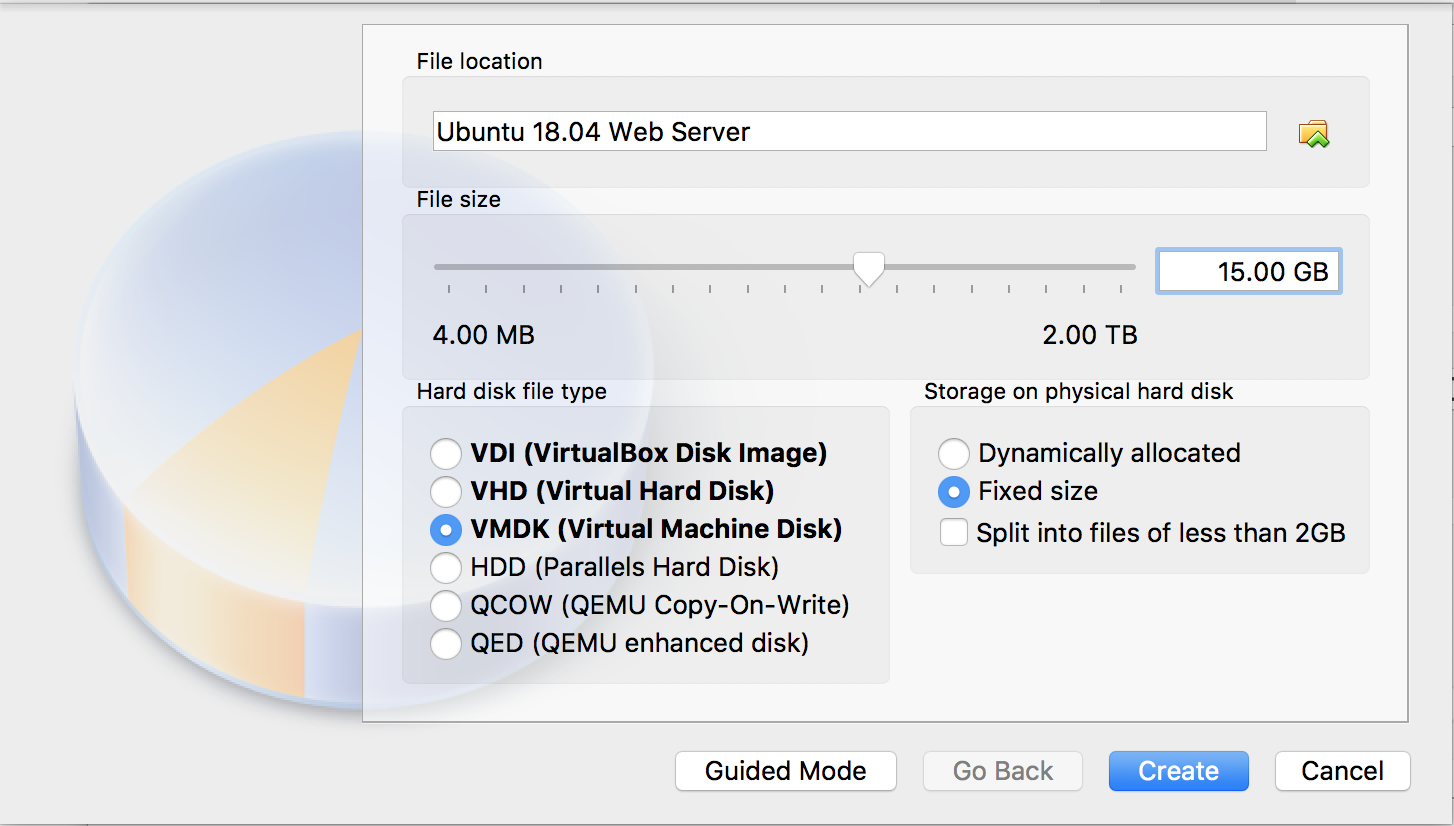 File location
Ubuntu 18.04 Web Server
File size
15.00 GB
4.00 MB 2.00 TB
Hard disk file type
VDI (VirtualBox Disk Image)
VHD (Virtual Hard Disk)
VMDK (Virtual Machine Disk)
HDD (Parallels Hard Disk)
QCOW (QEMU Copy-On-Write)
QED (QEMU enhanced disk)
Storage on physical hard disk
Dynamically allocated
Fixed size
Split into files of less than 2GB
Guided Mode Go Back Create Cancel